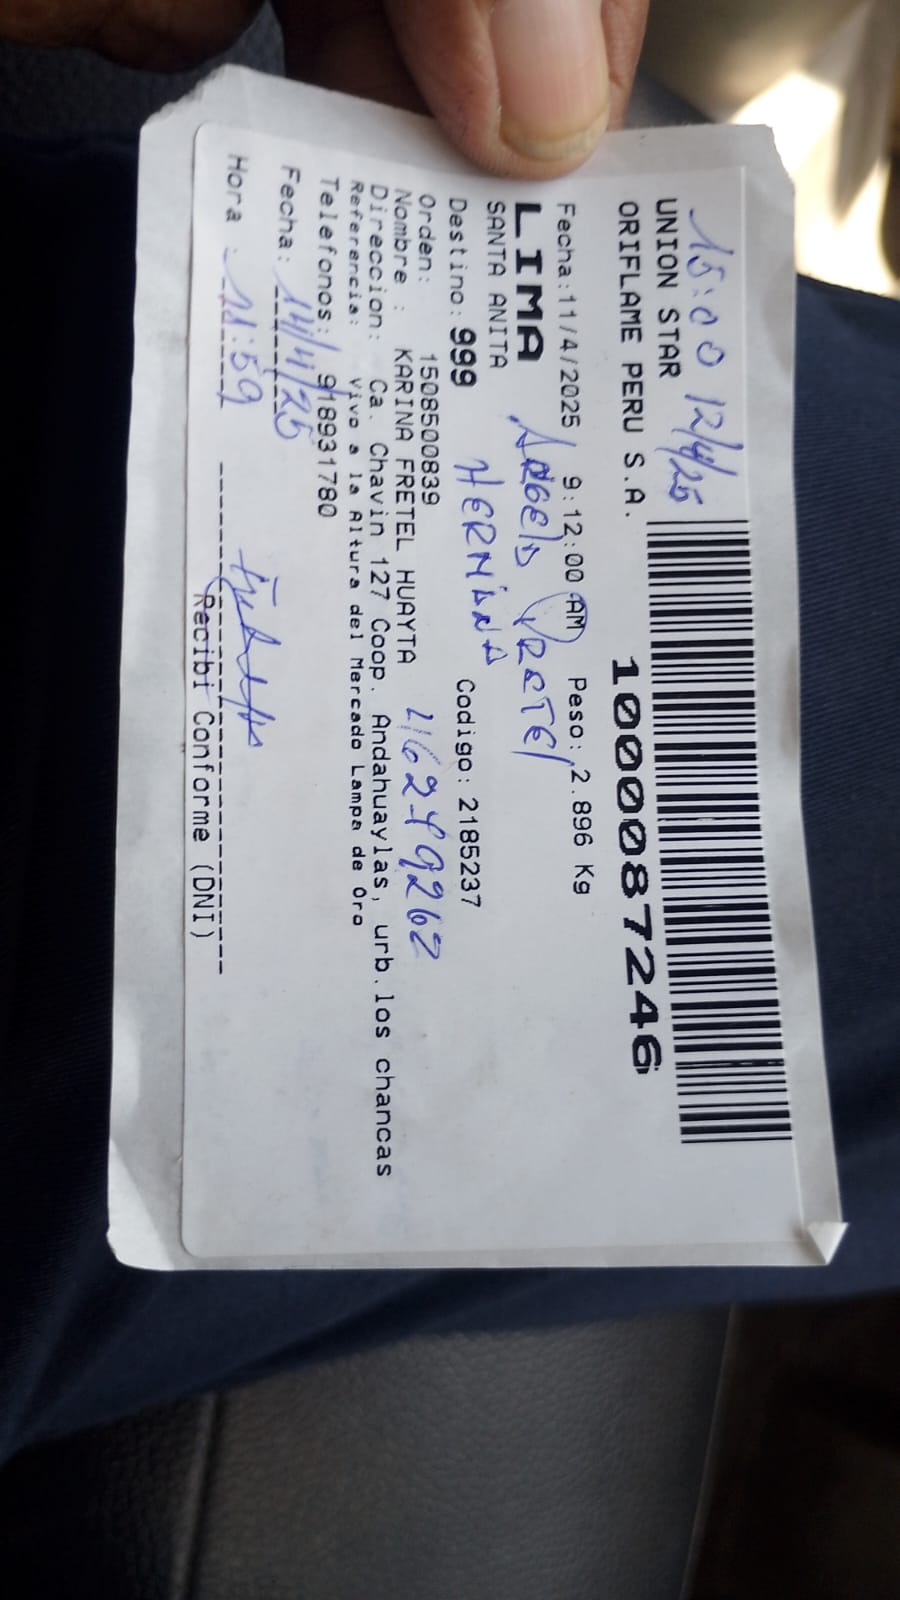 15:00 12/4/25
UNION STAR
ORIFLAME PERU S.A.
1000087246
Fecha:11/4/2025 9:12:00 AM Peso: 2.896 Kg
LIMA
SANTA ANITA
HERMANA
Destino: 999 Codigo: 2185237
Orden: 1508500839
Nombre : KARINA FRETEL HUAYTA
Direccion: Ca. Chavin 127 Coop. Andahuaylas, urb.los chancas
Referencia: vivo a la Altura del Mercado Lampa de Oro
Telefonos: 918931780
Fecha: 14/4/25
Hora : 11:59
Recibi Conforme (DNI)